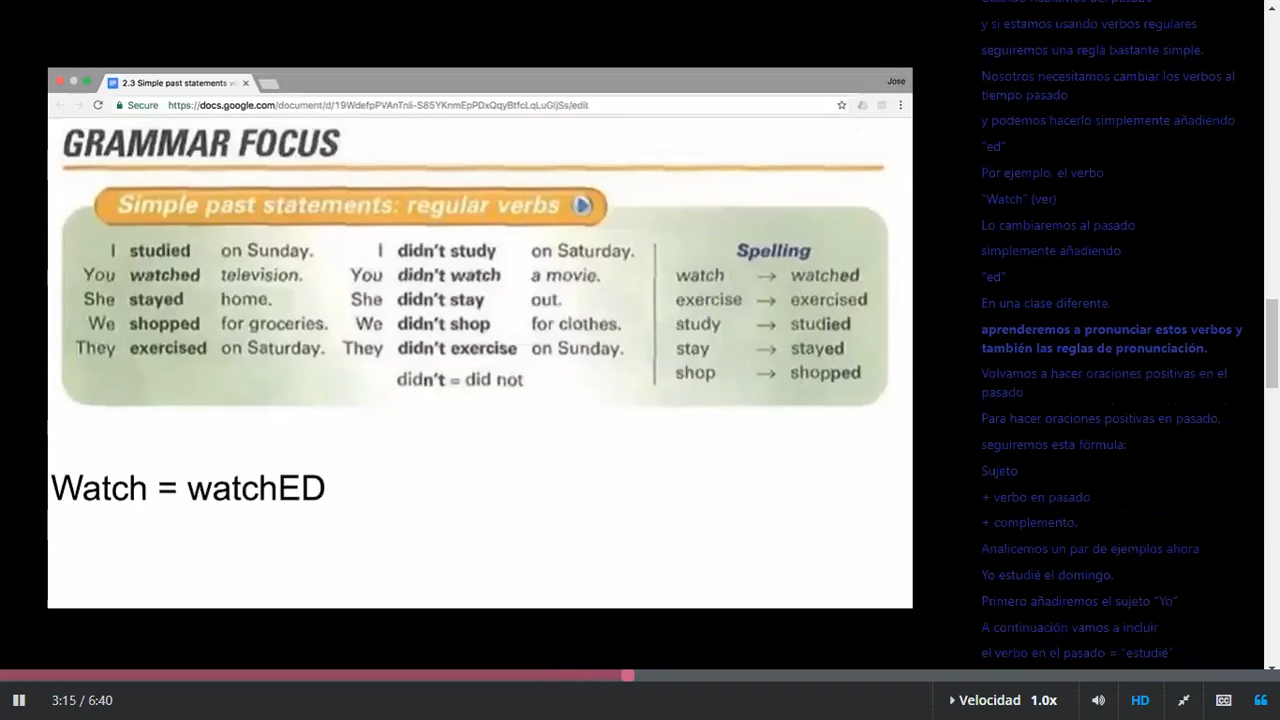 2.3 Simple past statements w
Jose
Secure https://docs.google.com/document/d/
GRAMMAR FOCUS
Simple past statements: regular verbs
I studied on Sunday. I didn't study on Saturday.
You watched television. You didn't watch a movie.
She stayed home. She didn't stay out.
We shopped for groceries. We didn't shop for clothes.
They exercised on Saturday. They didn't exercise on Sunday.
didn't = did not
Spelling
watch → watched
exercise → exercised
study → studied
stay → stayed
shop → shopped
Watch = watchED
y si estamos usando verbos regulares
seguiremos una regla bastante simple.
Nosotros necesitamos cambiar los verbos al
tiempo pasado
y podemos hacerlo simplemente añadiendo
"ed"
Por ejemplo, el verbo
"Watch" (ver)
Lo cambiaremos al pasado
simplemente añadiendo
"ed"
En una clase diferente,
aprenderemos a pronunciar estos verbos y
también las reglas de pronunciación.
Volvamos a hacer oraciones positivas en el
pasado
Para hacer oraciones positivas en pasado,
seguiremos esta fórmula:
Sujeto
+ verbo en pasado
+ complemento.
Analicemos un par de ejemplos ahora
Yo estudié el domingo.
Primero añadiremos el sujeto "Yo"
A continuación vamos a incluir
el verbo en el pasado = "estudié"
3:15 / 6:40
Velocidad 1.0x
HD
CC